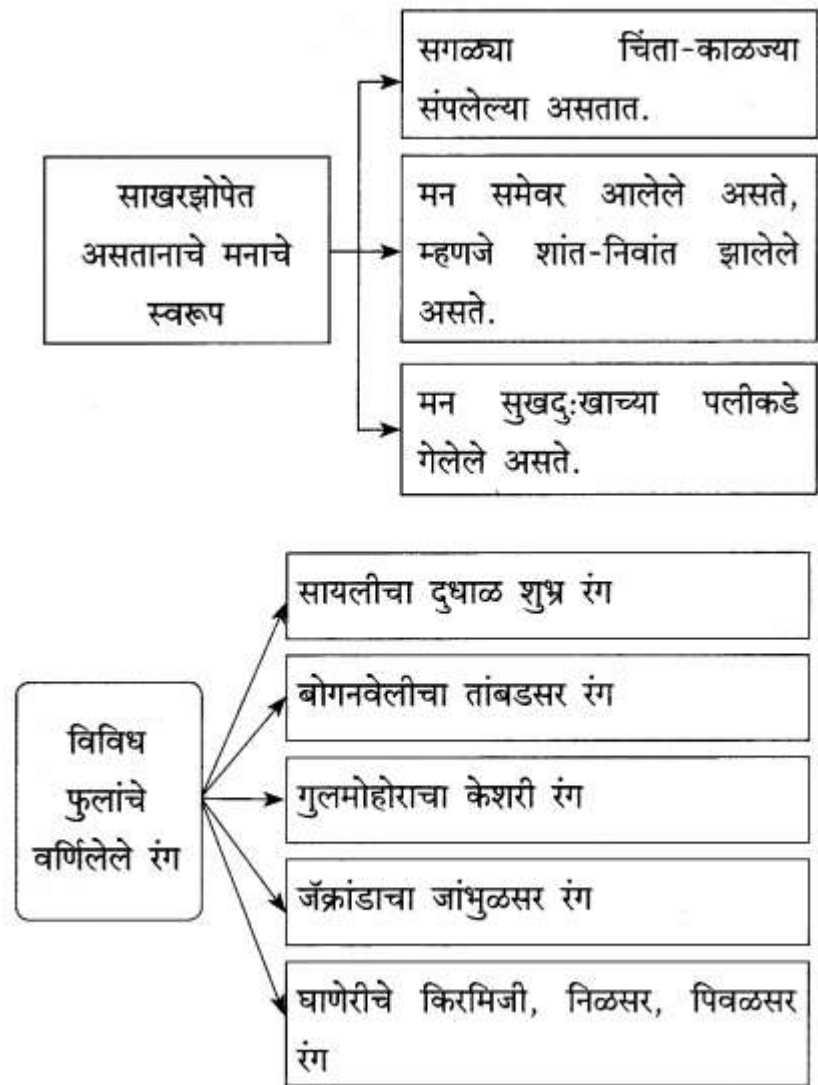 सगळ्या चिंता-काळज्या
संपलेल्या असतात.
साखरझोपेत
असतानाचे मनाचे
स्वरूप
मन समेवर आलेले असते,
म्हणजे शांत-निवांत झालेले
असते.
मन सुखदुःखाच्या पलीकडे
गेलेले असते.
विविध
फुलांचे
वर्णिलेले रंग
सायलीचा दुधाळ शुभ्र रंग
बोगनवेलीचा तांबडसर रंग
गुलमोहोराचा केशरी रंग
जॅक्रांडाचा जांभुळसर रंग
घाणेरीचे किरमिजी, निळसर, पिवळसर
रंग